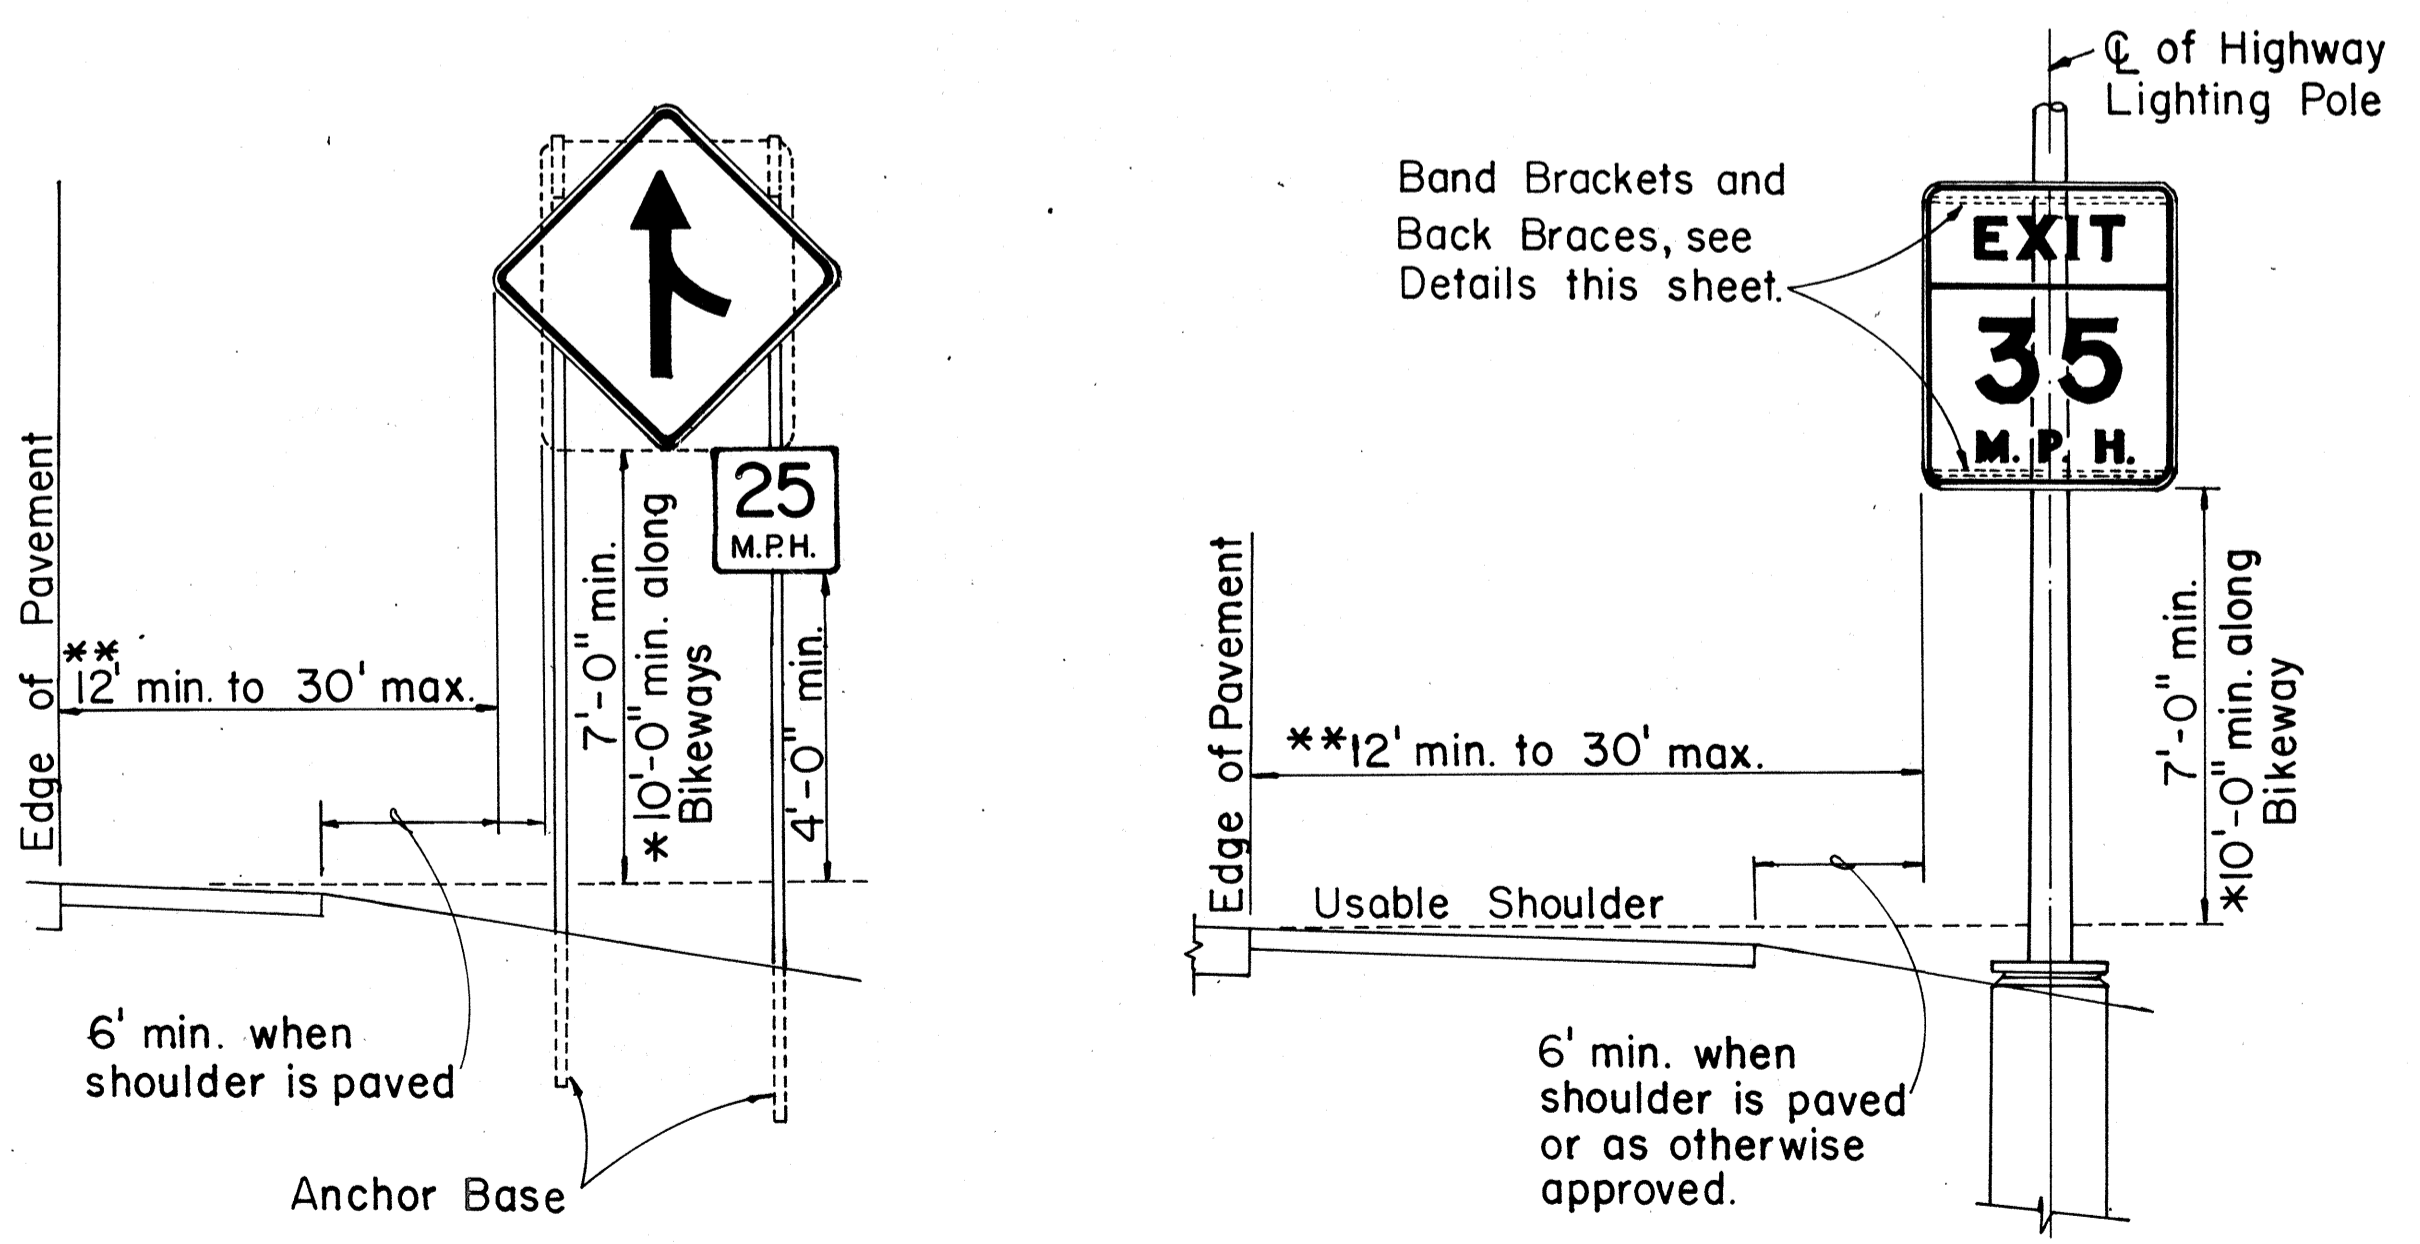 Edge of Pavement
**
12' min. to 30' max.
7'-0" min.
*10'-0" min. along
Bikeways
25
M.P.H.
4'-0" min.
6' min. when
shoulder is paved
Anchor Base
℄ of Highway
Lighting Pole
Band Brackets and
Back Braces, see
Details this sheet.
EXIT
35
M. P. H.
Edge of Pavement
**12' min. to 30' max.
Usable Shoulder
7'-0" min.
*10'-0" min. along
Bikeway
6' min. when
shoulder is paved
or as otherwise
approved.